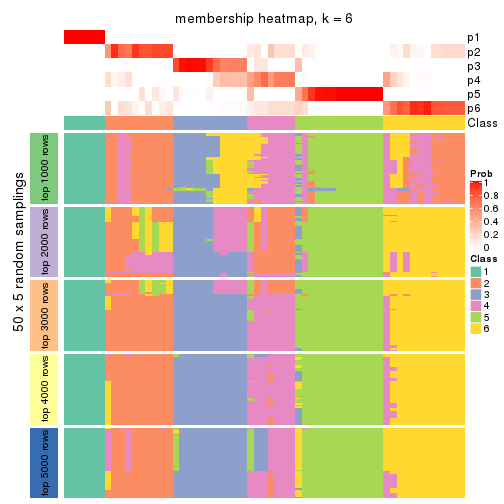 membership heatmap, k = 6
p1
p2
p3
p4
p5
p6
Class
50 x 5 random samplings
top 1000 rows
top 2000 rows
top 3000 rows
top 4000 rows
top 5000 rows
Prob
1
0.8
0.6
0.4
0.2
0
Class
1
2
3
4
5
6